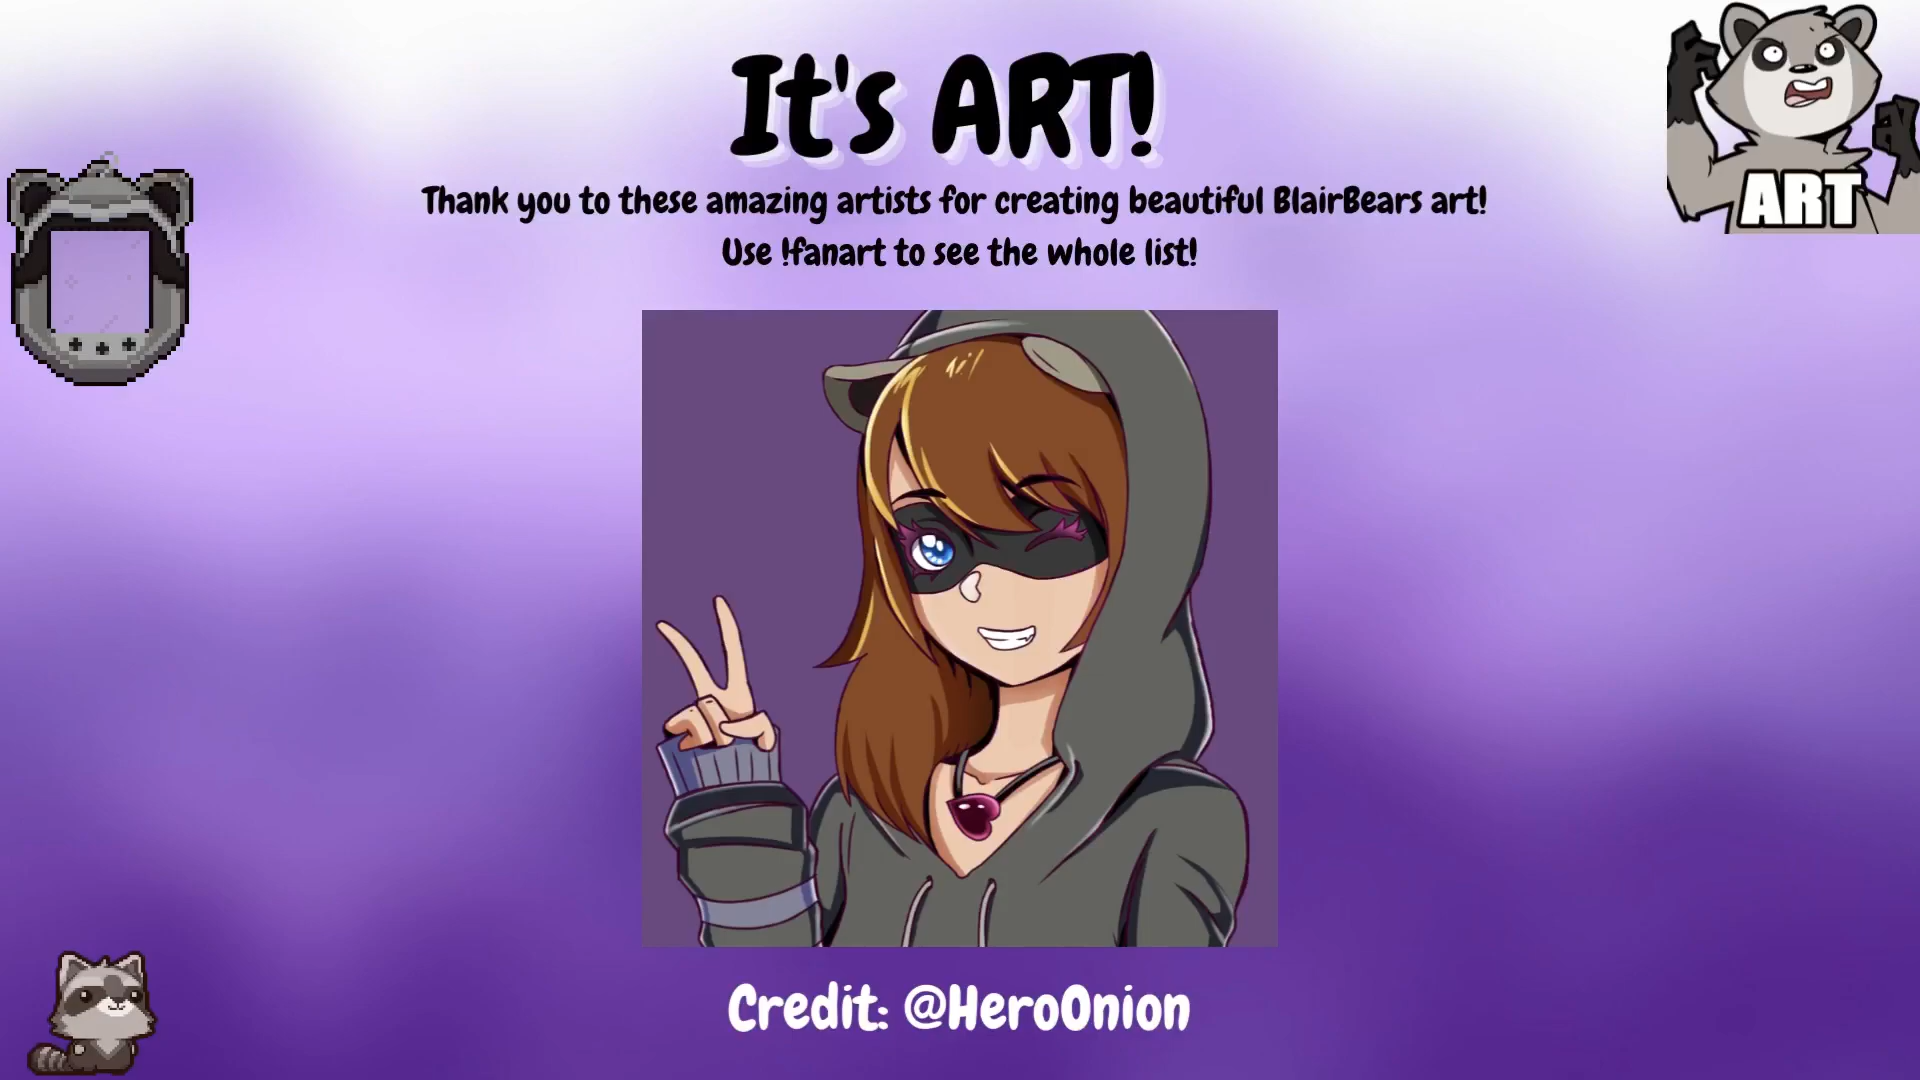 It's ART!
Thank you to these amazing artists for creating beautiful BlairBears art!
Use !fanart to see the whole list!
ART
Credit: @HeroOnion